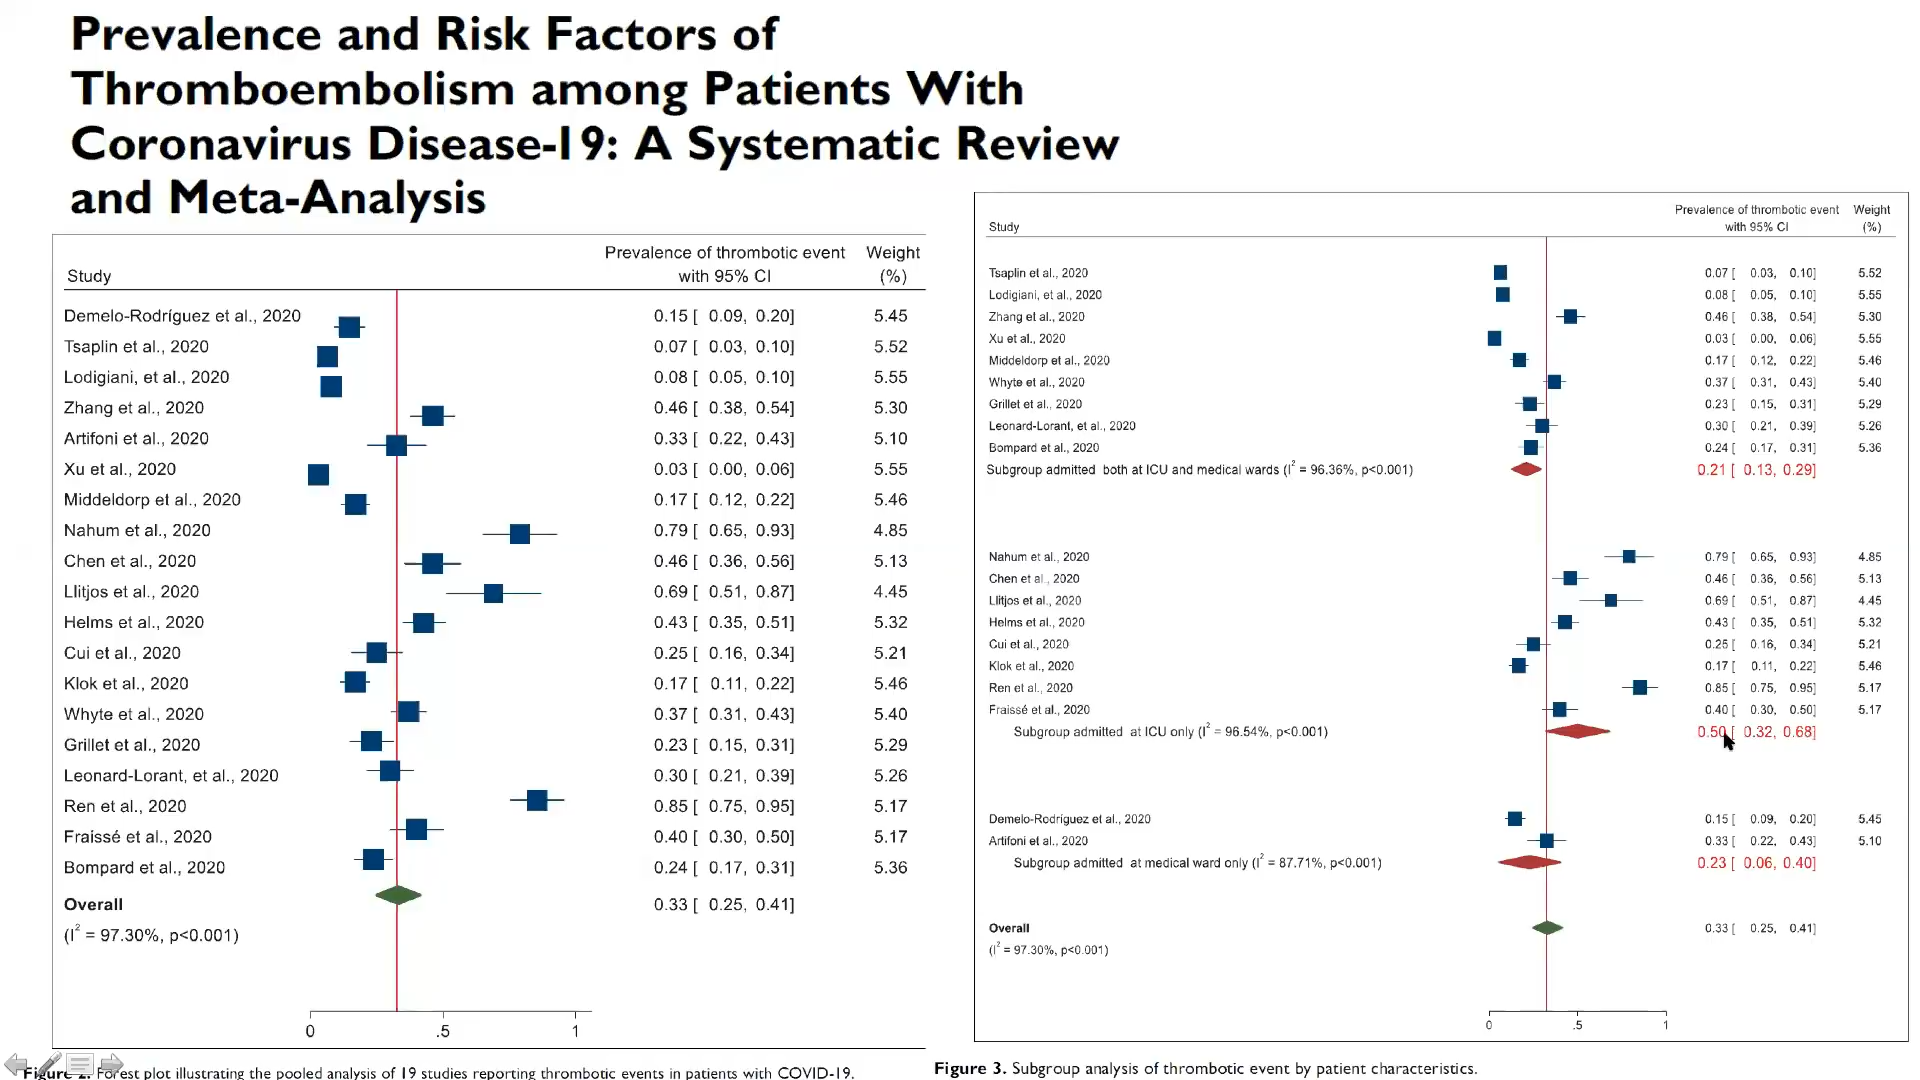 Prevalence and Risk Factors of
Thromboembolism among Patients With
Coronavirus Disease-19: A Systematic Review
and Meta-Analysis
Prevalence of thrombotic event Weight
Study with 95% CI (%)
Demelo-Rodríguez et al., 2020 0.15 [ 0.09, 0.20] 5.45
Tsaplin et al., 2020 0.07 [ 0.03, 0.10] 5.52
Lodigiani, et al., 2020 0.08 [ 0.05, 0.10] 5.55
Zhang et al., 2020 0.46 [ 0.38, 0.54] 5.30
Artifoni et al., 2020 0.33 [ 0.22, 0.43] 5.10
Xu et al., 2020 0.03 [ 0.00, 0.06] 5.55
Middeldorp et al., 2020 0.17 [ 0.12, 0.22] 5.46
Nahum et al., 2020 0.79 [ 0.65, 0.93] 4.85
Chen et al., 2020 0.46 [ 0.36, 0.56] 5.13
Llitjos et al., 2020 0.69 [ 0.51, 0.87] 4.45
Helms et al., 2020 0.43 [ 0.35, 0.51] 5.32
Cui et al., 2020 0.25 [ 0.16, 0.34] 5.21
Klok et al., 2020 0.17 [ 0.11, 0.22] 5.46
Whyte et al., 2020 0.37 [ 0.31, 0.43] 5.40
Grillet et al., 2020 0.23 [ 0.15, 0.31] 5.29
Leonard-Lorant, et al., 2020 0.30 [ 0.21, 0.39] 5.26
Ren et al., 2020 0.85 [ 0.75, 0.95] 5.17
Fraissé et al., 2020 0.40 [ 0.30, 0.50] 5.17
Bompard et al., 2020 0.24 [ 0.17, 0.31] 5.36
Overall 0.33 [ 0.25, 0.41]
(I² = 97.30%, p<0.001)
0 .5 1
Figure 2. Forest plot illustrating the pooled analysis of 19 studies reporting thrombotic events in patients with COVID-19.
Prevalence of thrombotic event Weight
Study with 95% CI (%)
Tsaplin et al., 2020 0.07 [ 0.03, 0.10] 5.52
Lodigiani, et al., 2020 0.08 [ 0.05, 0.10] 5.55
Zhang et al., 2020 0.46 [ 0.38, 0.54] 5.30
Xu et al., 2020 0.03 [ 0.00, 0.06] 5.55
Middeldorp et al., 2020 0.17 [ 0.12, 0.22] 5.46
Whyte et al., 2020 0.37 [ 0.31, 0.43] 5.40
Grillet et al., 2020 0.23 [ 0.15, 0.31] 5.29
Leonard-Lorant, et al., 2020 0.30 [ 0.21, 0.39] 5.26
Bompard et al., 2020 0.24 [ 0.17, 0.31] 5.36
Subgroup admitted both at ICU and medical wards (I² = 96.36%, p<0.001) 0.21 [ 0.13, 0.29]
Nahum et al., 2020 0.79 [ 0.65, 0.93] 4.85
Chen et al., 2020 0.46 [ 0.36, 0.56] 5.13
Llitjos et al., 2020 0.69 [ 0.51, 0.87] 4.45
Helms et al., 2020 0.43 [ 0.35, 0.51] 5.32
Cui et al., 2020 0.25 [ 0.16, 0.34] 5.21
Klok et al., 2020 0.17 [ 0.11, 0.22] 5.46
Ren et al., 2020 0.85 [ 0.75, 0.95] 5.17
Fraissé et al., 2020 0.40 [ 0.30, 0.50] 5.17
Subgroup admitted at ICU only (I² = 96.54%, p<0.001) 0.50 [ 0.32, 0.68]
Demelo-Rodríguez et al., 2020 0.15 [ 0.09, 0.20] 5.45
Artifoni et al., 2020 0.33 [ 0.22, 0.43] 5.10
Subgroup admitted at medical ward only (I² = 87.71%, p<0.001) 0.23 [ 0.06, 0.40]
Overall 0.33 [ 0.25, 0.41]
(I² = 97.30%, p<0.001)
0 .5 1
Figure 3. Subgroup analysis of thrombotic event by patient characteristics.